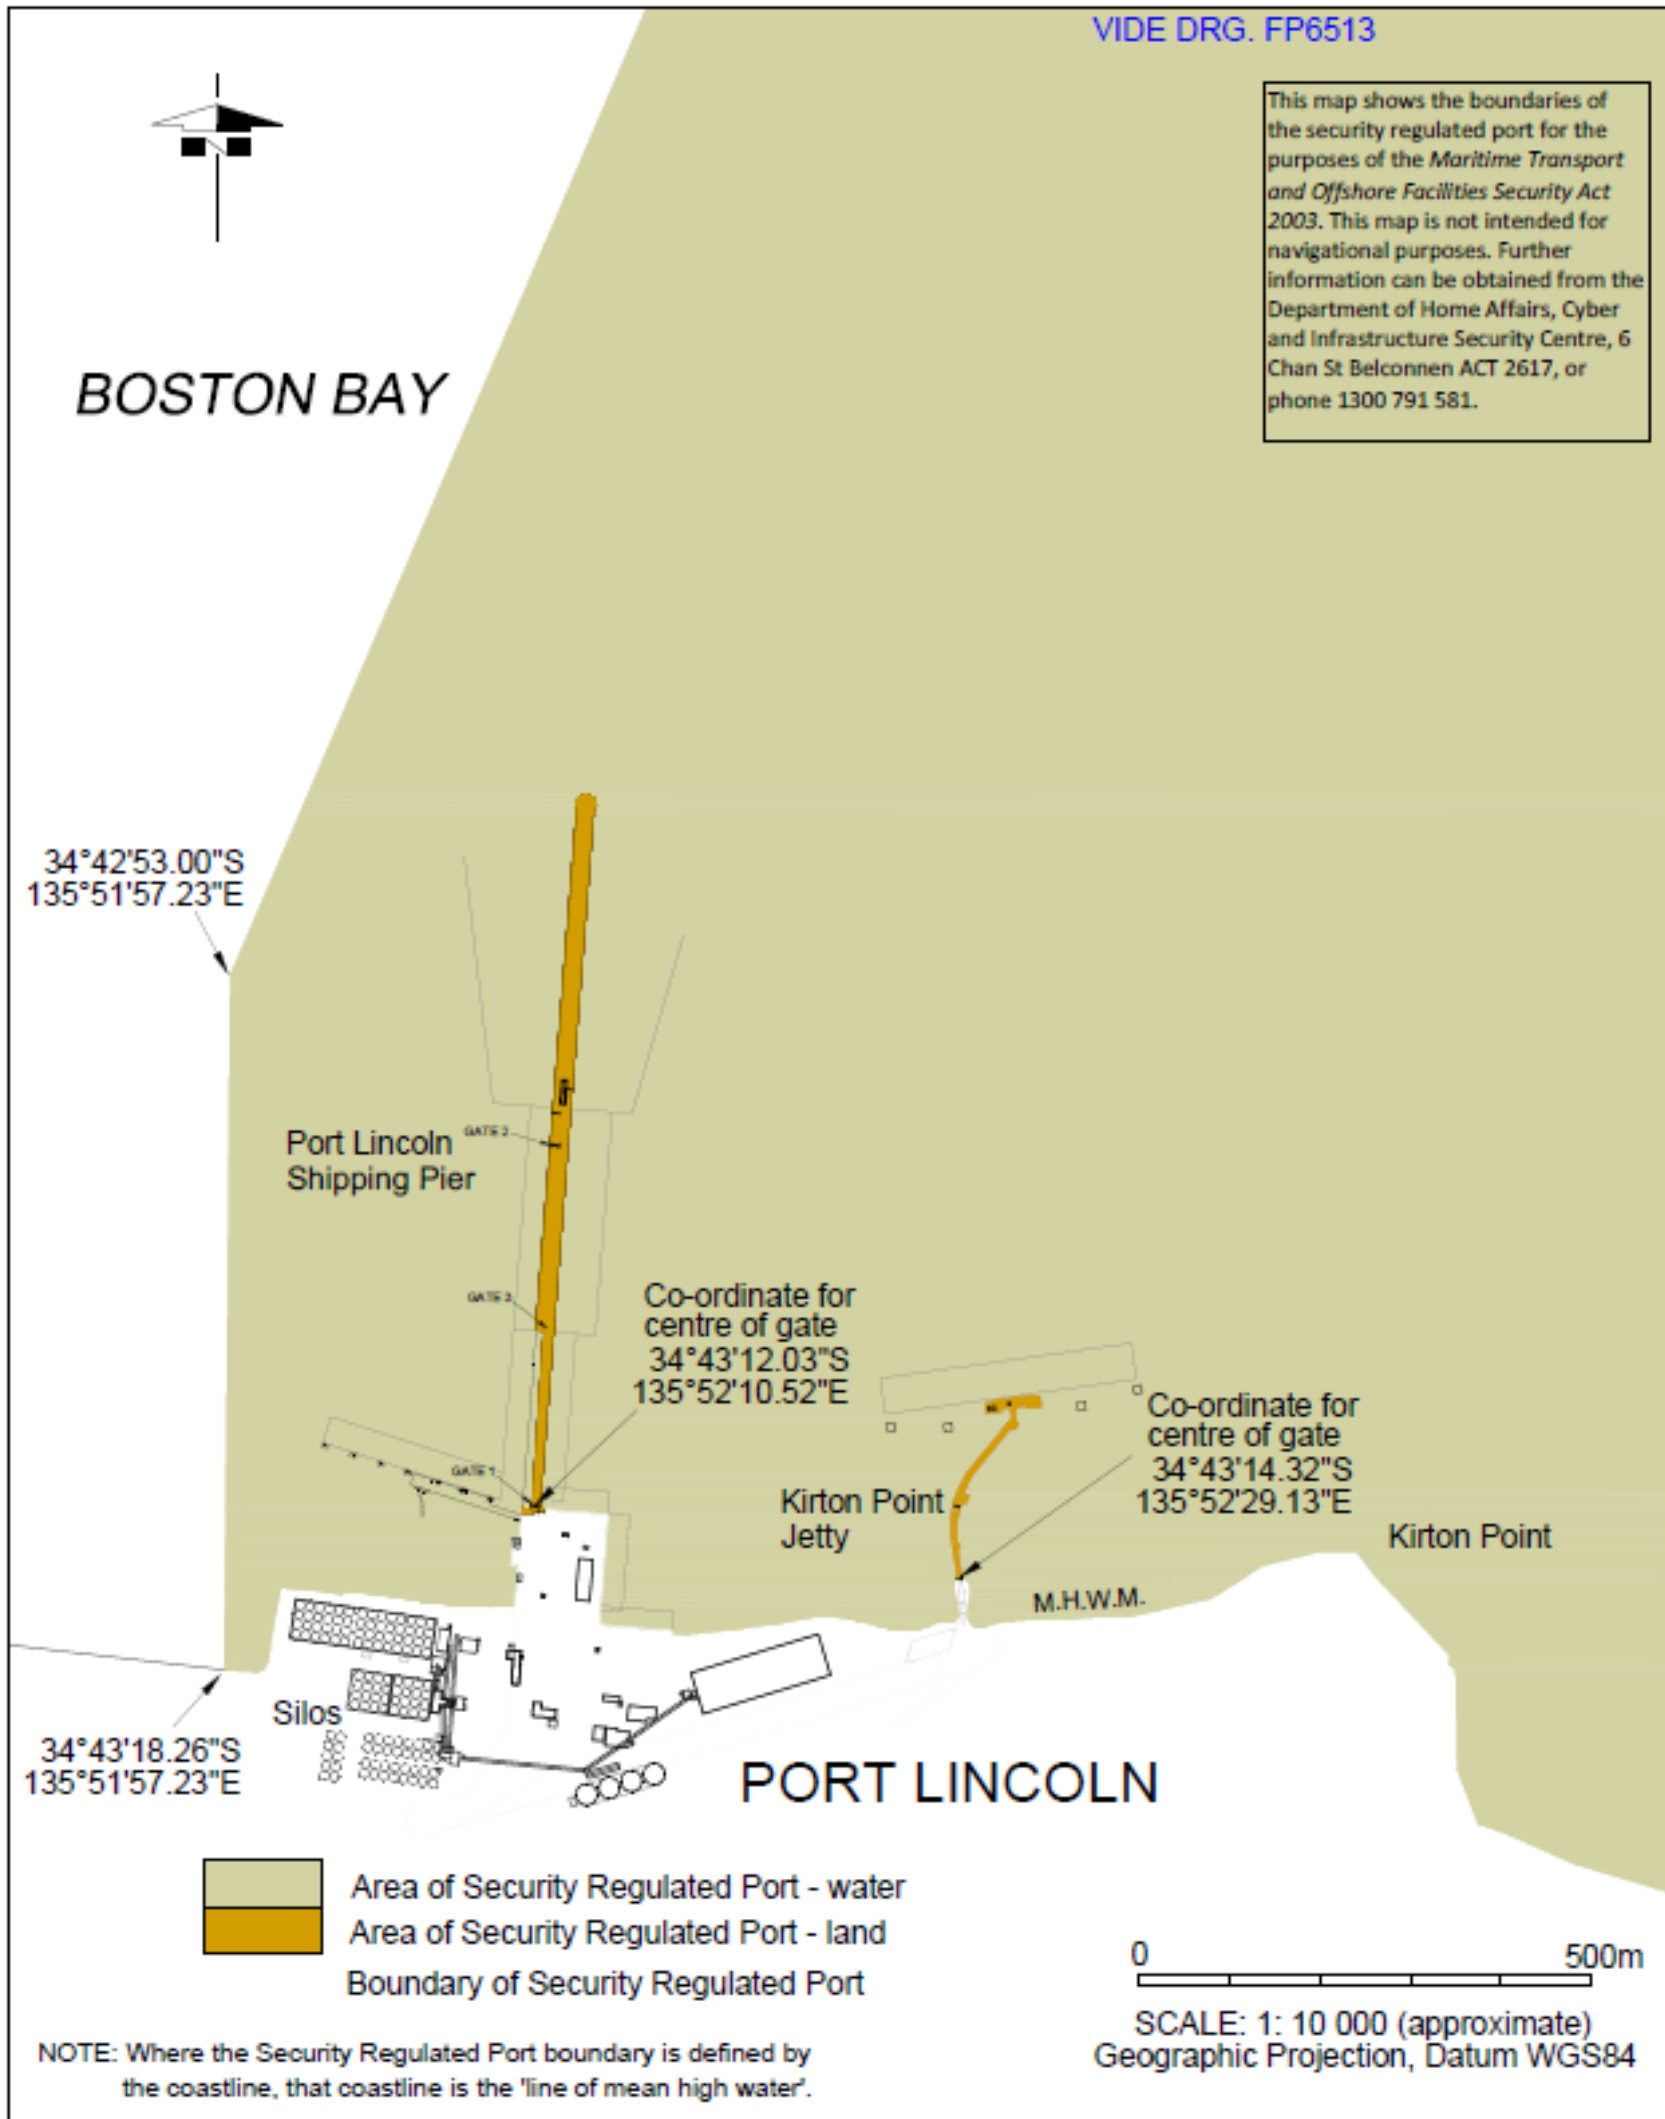 VIDE DRG. FP6513
This map shows the boundaries of
the security regulated port for the
purposes of the Maritime Transport
and Offshore Facilities Security Act
2003. This map is not intended for
navigational purposes. Further
information can be obtained from the
Department of Home Affairs, Cyber
and Infrastructure Security Centre, 6
Chan St Belconnen ACT 2617, or
phone 1300 791 581.
BOSTON BAY
34°42'53.00"S
135°51'57.23"E
GATE 2
Port Lincoln
Shipping Pier
GATE 3
Co-ordinate for
centre of gate
34°43'12.03"S
135°52'10.52"E
Co-ordinate for
centre of gate
34°43'14.32"S
135°52'29.13"E
GATE 1
Kirton Point
Jetty
Kirton Point
M.H.W.M.
Silos
34°43'18.26"S
135°51'57.23"E
PORT LINCOLN
Area of Security Regulated Port - water
Area of Security Regulated Port - land
Boundary of Security Regulated Port
0 500m
SCALE: 1: 10 000 (approximate)
Geographic Projection, Datum WGS84
NOTE: Where the Security Regulated Port boundary is defined by
the coastline, that coastline is the 'line of mean high water'.